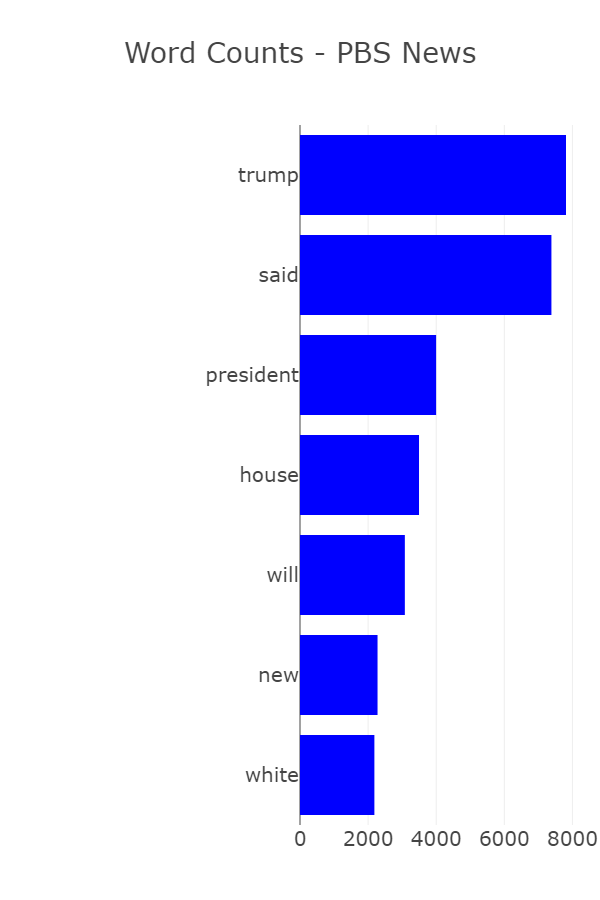 Word Counts - PBS News
trump
said
president
house
will
new
white
0 2000 4000 6000 8000